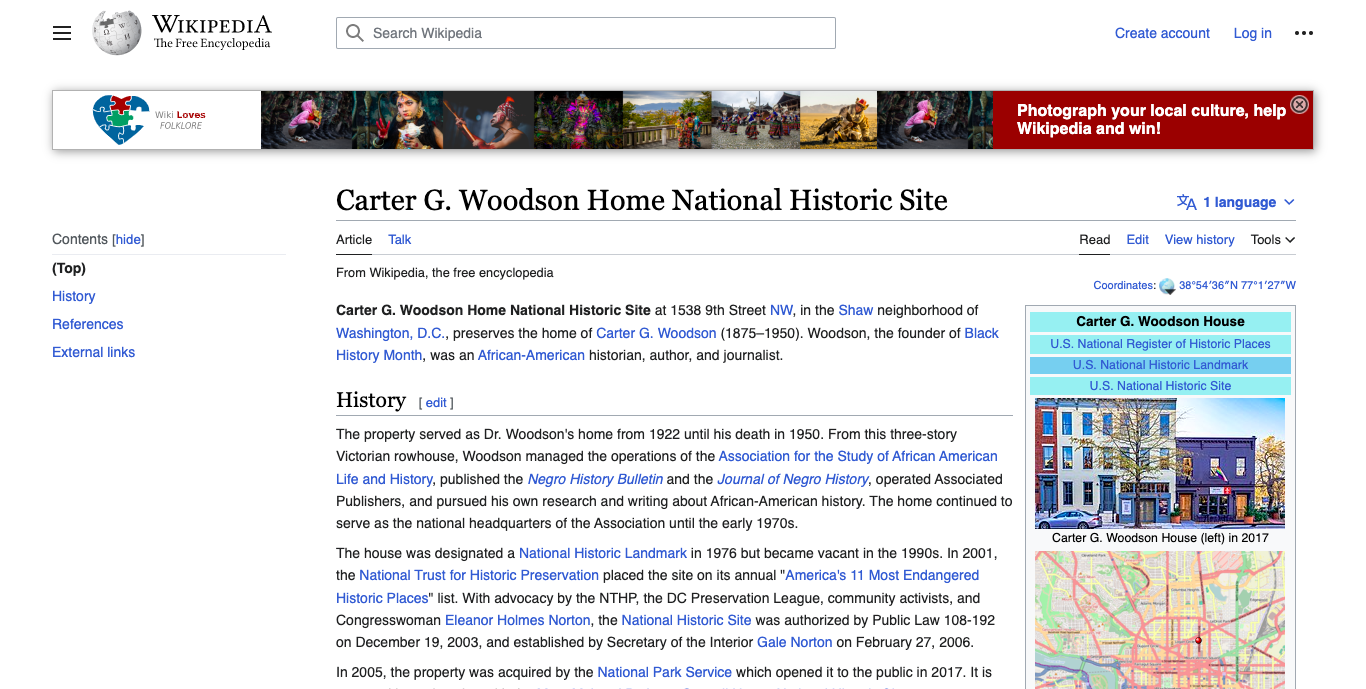 WIKIPEDIA
The Free Encyclopedia
Search Wikipedia
Create account
Log in
Wiki Loves
FOLKLORE
Photograph your local culture, help
Wikipedia and win!
Carter G. Woodson Home National Historic Site
1 language
Contents [hide]
(Top)
History
References
External links
Article
Talk
Read
Edit
View history
Tools
From Wikipedia, the free encyclopedia
Coordinates: 38°54′36″N 77°1′27″W
Carter G. Woodson Home National Historic Site at 1538 9th Street NW, in the Shaw neighborhood of
Washington, D.C., preserves the home of Carter G. Woodson (1875–1950). Woodson, the founder of Black
History Month, was an African-American historian, author, and journalist.
History [ edit ]
The property served as Dr. Woodson's home from 1922 until his death in 1950. From this three-story
Victorian rowhouse, Woodson managed the operations of the Association for the Study of African American
Life and History, published the Negro History Bulletin and the Journal of Negro History, operated Associated
Publishers, and pursued his own research and writing about African-American history. The home continued to
serve as the national headquarters of the Association until the early 1970s.
The house was designated a National Historic Landmark in 1976 but became vacant in the 1990s. In 2001,
the National Trust for Historic Preservation placed the site on its annual "America's 11 Most Endangered
Historic Places" list. With advocacy by the NTHP, the DC Preservation League, community activists, and
Congresswoman Eleanor Holmes Norton, the National Historic Site was authorized by Public Law 108-192
on December 19, 2003, and established by Secretary of the Interior Gale Norton on February 27, 2006.
In 2005, the property was acquired by the National Park Service which opened it to the public in 2017. It is
Carter G. Woodson House
U.S. National Register of Historic Places
U.S. National Historic Landmark
U.S. National Historic Site
Carter G. Woodson House (left) in 2017